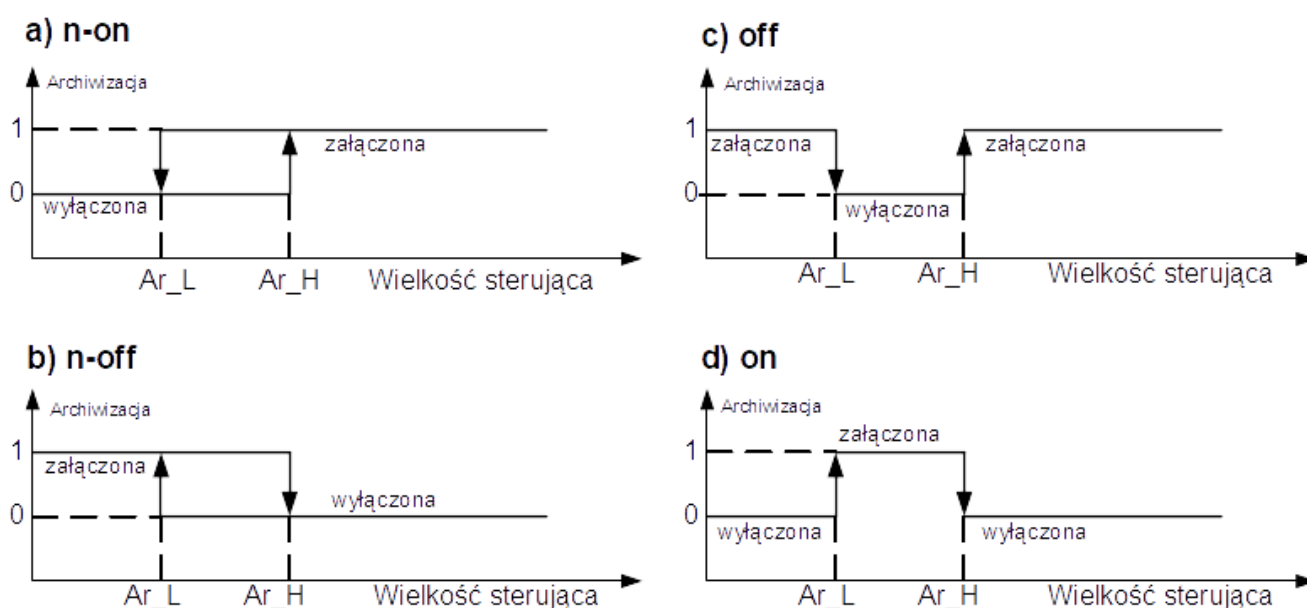 a) n-on
Archiwizacja
1
załączona
0
wyłączona
Ar_L
Ar_H
Wielkość sterująca
c) off
Archiwizacja
1
załączona
załączona
0
wyłączona
Ar_L
Ar_H
Wielkość sterująca
b) n-off
Archiwizacja
1
załączona
wyłączona
0
Ar_L
Ar_H
Wielkość sterująca
d) on
Archiwizacja
załączona
1
0
wyłączona
wyłączona
Ar_L
Ar_H
Wielkość sterująca